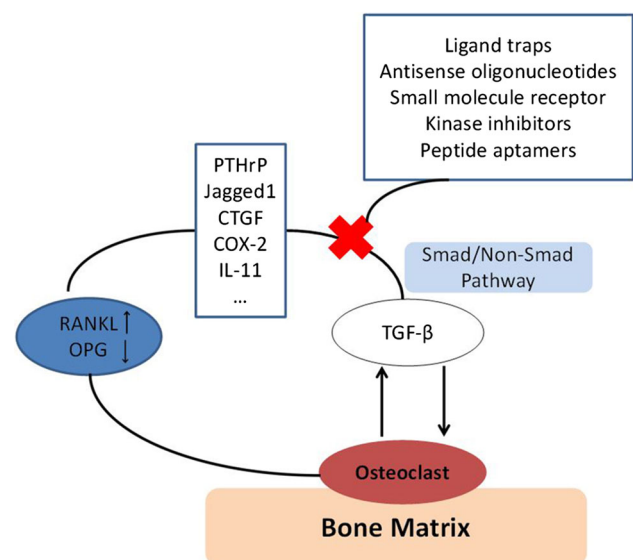 Ligand traps
Antisense oligonucleotides
Small molecule receptor
Kinase inhibitors
Peptide aptamers
PTHrP
Jagged1
CTGF
COX-2
IL-11
...
Smad/Non-Smad
Pathway
RANKL ↑
OPG ↓
TGF-β
Osteoclast
Bone Matrix